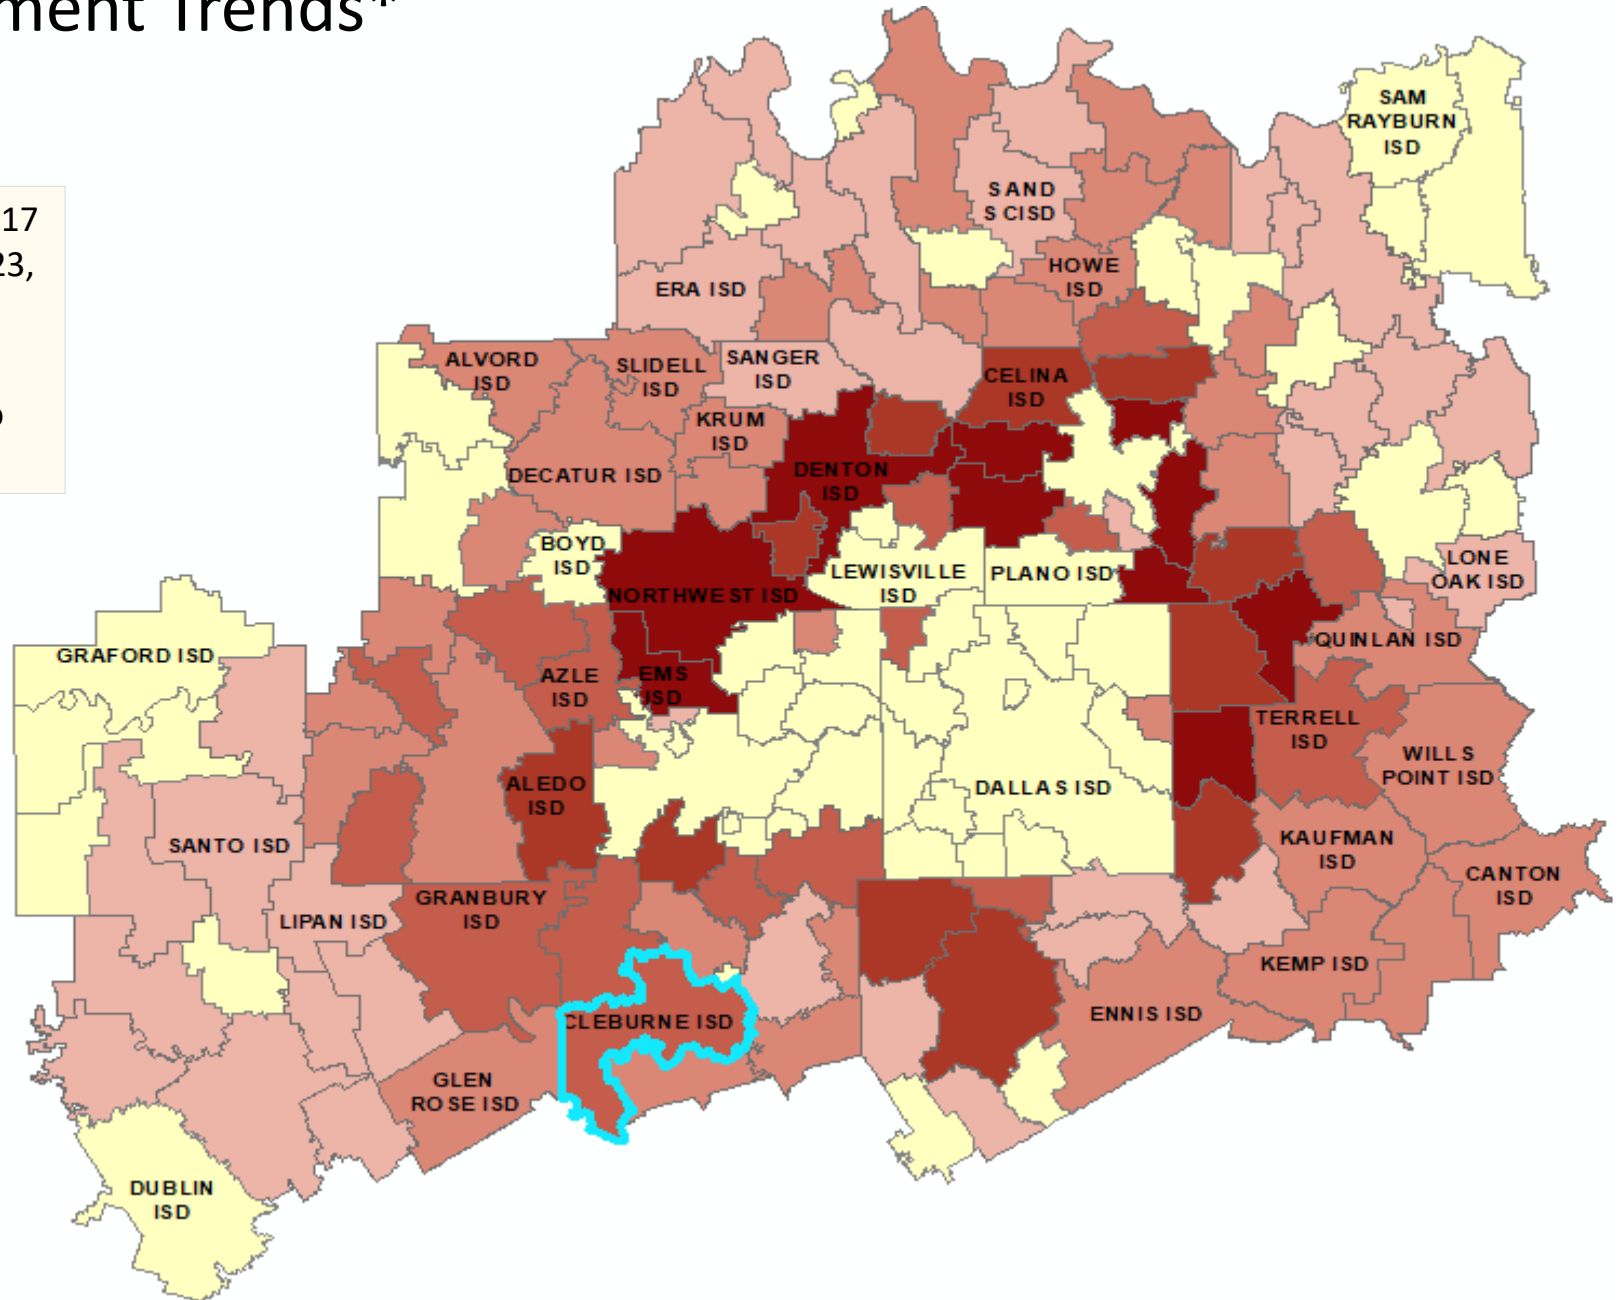 ment Trends*
17
23,
SAM
RAYBURN
ISD
SAND
S CISD
HOWE
ISD
ERA ISD
ALVORD
ISD
SLIDELL
ISD
SANGER
ISD
CELINA
ISD
KRUM
ISD
DECATUR ISD
DENTON
ISD
BOYD
ISD
LEWISVILLE
ISD
PLANO ISD
LONE
OAK ISD
NORTHWEST ISD
QUINLAN ISD
GRAFORD ISD
AZLE
ISD
EMS
ISD
TERRELL
ISD
WILLS
POINT ISD
ALEDO
ISD
DALLAS ISD
SANTO ISD
KAUFMAN
ISD
CANTON
ISD
GRANBURY
ISD
LIPAN ISD
KEMP ISD
CLEBURNE ISD
ENNIS ISD
GLEN
ROSE ISD
DUBLIN
ISD